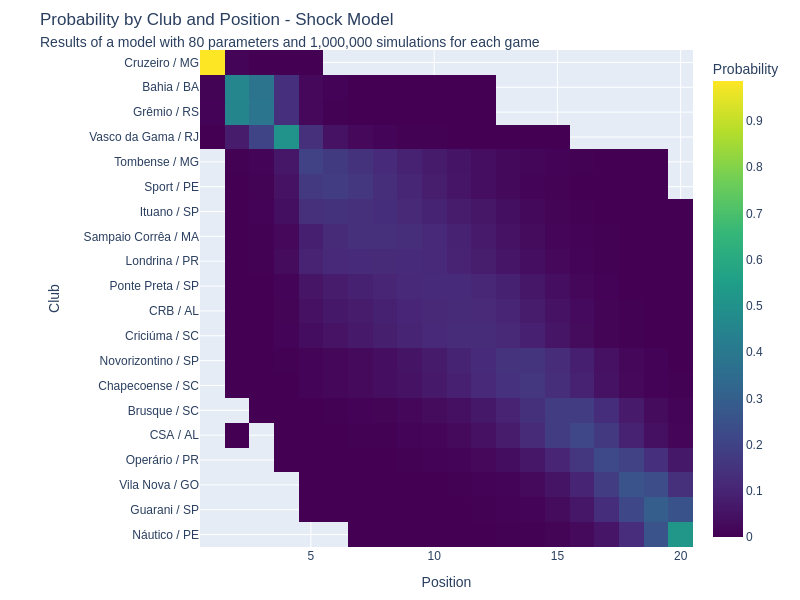 Probability by Club and Position - Shock Model
Results of a model with 80 parameters and 1,000,000 simulations for each game
Probability
Cruzeiro / MG
Bahia / BA
Grêmio / RS
Vasco da Gama / RJ
Tombense / MG
Sport / PE
Ituano / SP
Sampaio Corrêa / MA
Londrina / PR
Ponte Preta / SP
CRB / AL
Criciúma / SC
Novorizontino / SP
Chapecoense / SC
Brusque / SC
CSA / AL
Operário / PR
Vila Nova / GO
Guarani / SP
Náutico / PE
Club
0.9
0.8
0.7
0.6
0.5
0.4
0.3
0.2
0.1
0
5
10
15
20
Position